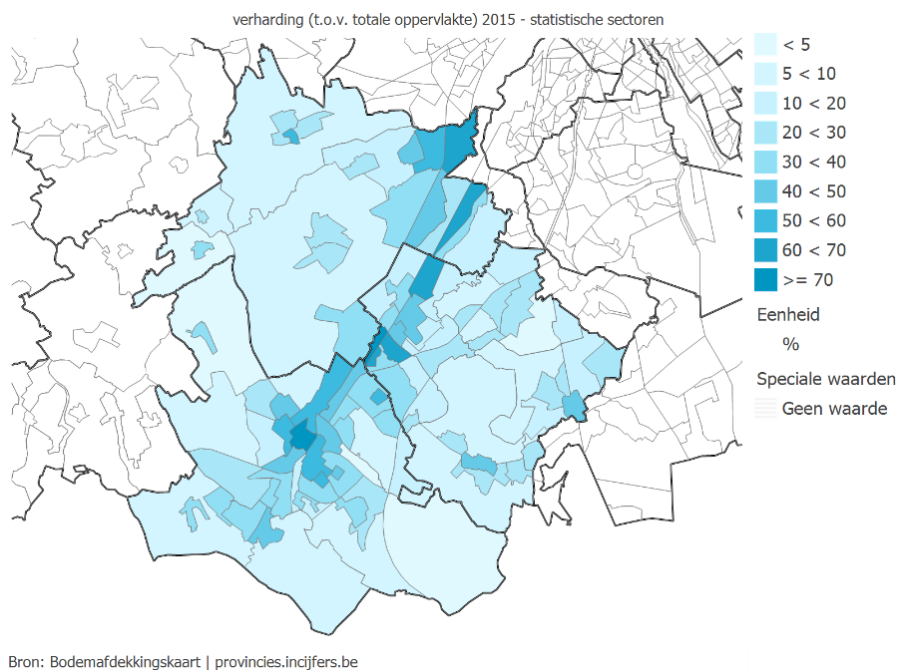 verharding (t.o.v. totale oppervlakte) 2015 - statistische sectoren
< 5
5 < 10
10 < 20
20 < 30
30 < 40
40 < 50
50 < 60
60 < 70
>= 70
Eenheid
%
Speciale waarden
Geen waarde
Bron: Bodemafdekkingskaart | provincies.incijfers.be